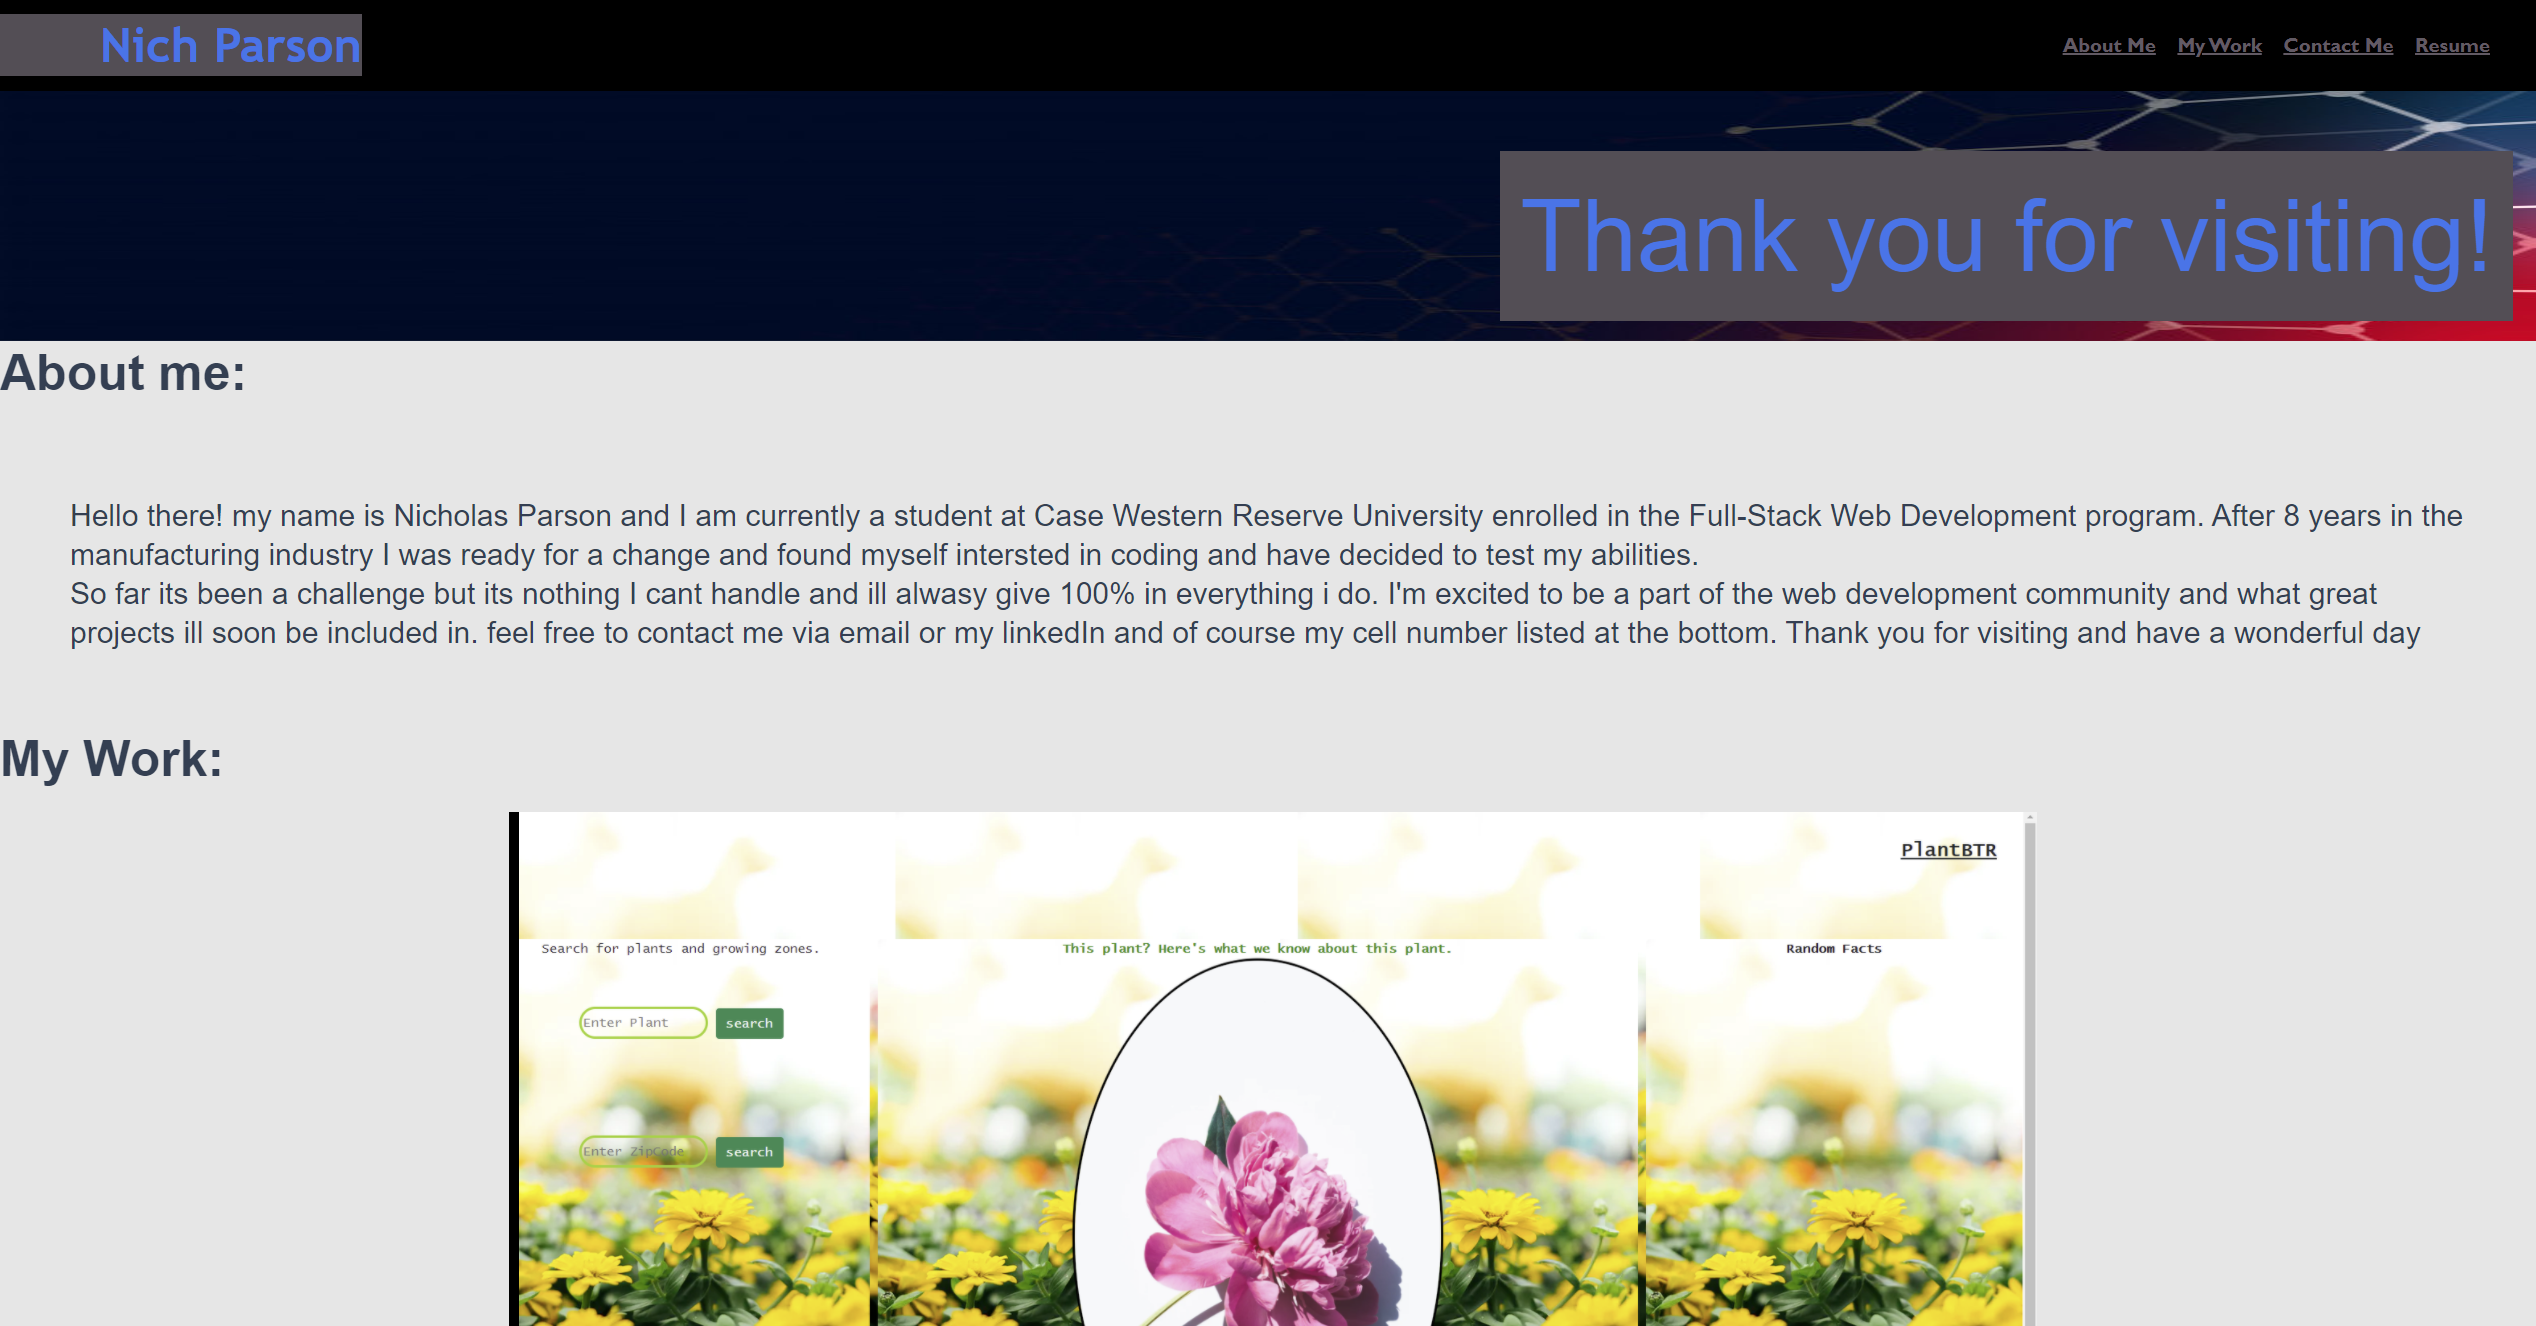 Nich Parson
About Me My Work Contact Me Resume
Thank you for visiting!
About me:
Hello there! my name is Nicholas Parson and I am currently a student at Case Western Reserve University enrolled in the Full-Stack Web Development program. After 8 years in the
manufacturing industry I was ready for a change and found myself intersted in coding and have decided to test my abilities.
So far its been a challenge but its nothing I cant handle and ill alwasy give 100% in everything i do. I'm excited to be a part of the web development community and what great
projects ill soon be included in. feel free to contact me via email or my linkedIn and of course my cell number listed at the bottom. Thank you for visiting and have a wonderful day
My Work:
PlantBTR
Search for plants and growing zones.
This plant? Here's what we know about this plant.
Random Facts
Enter Plant search
Enter ZipCode search